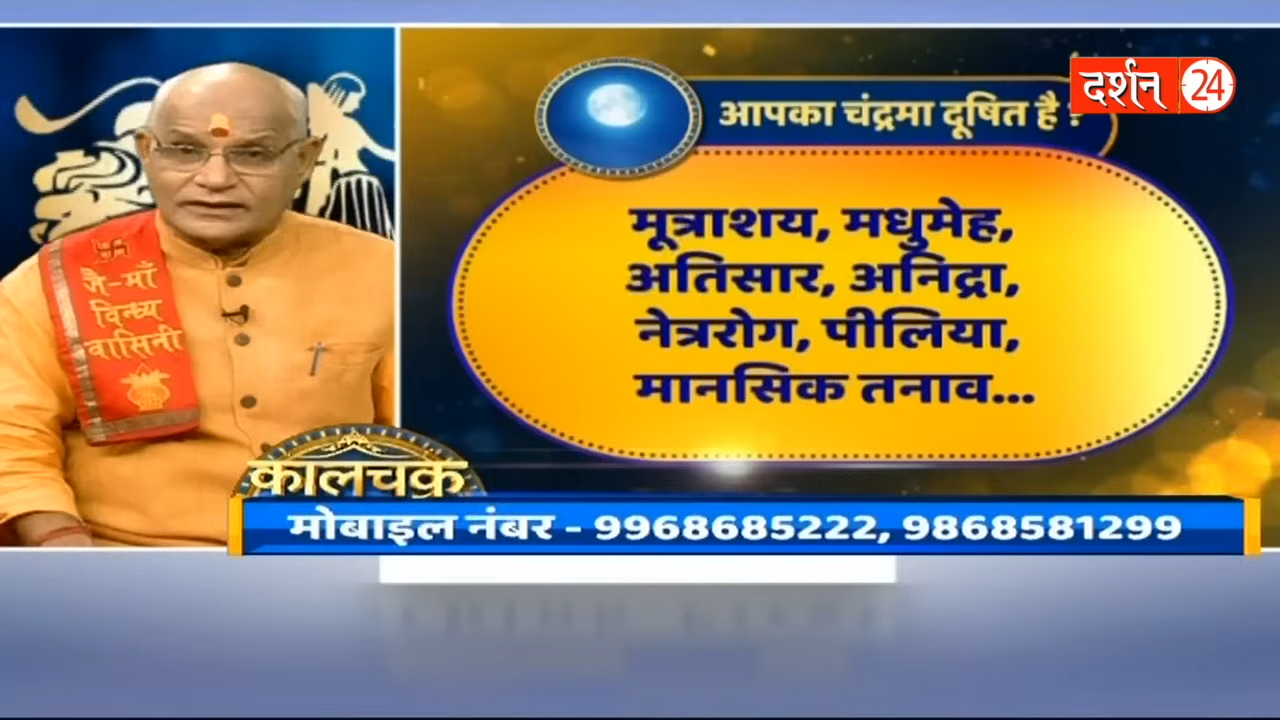 दर्शन 24
आपका चंद्रमा दूषित है ?
मूत्राशय, मधुमेह,
अतिसार, अनिद्रा,
नेत्ररोग, पीलिया,
मानसिक तनाव...
जै-माँ
विन्ध्य
वासिनी
कालचक्र
मोबाइल नंबर - 9968685222, 9868581299